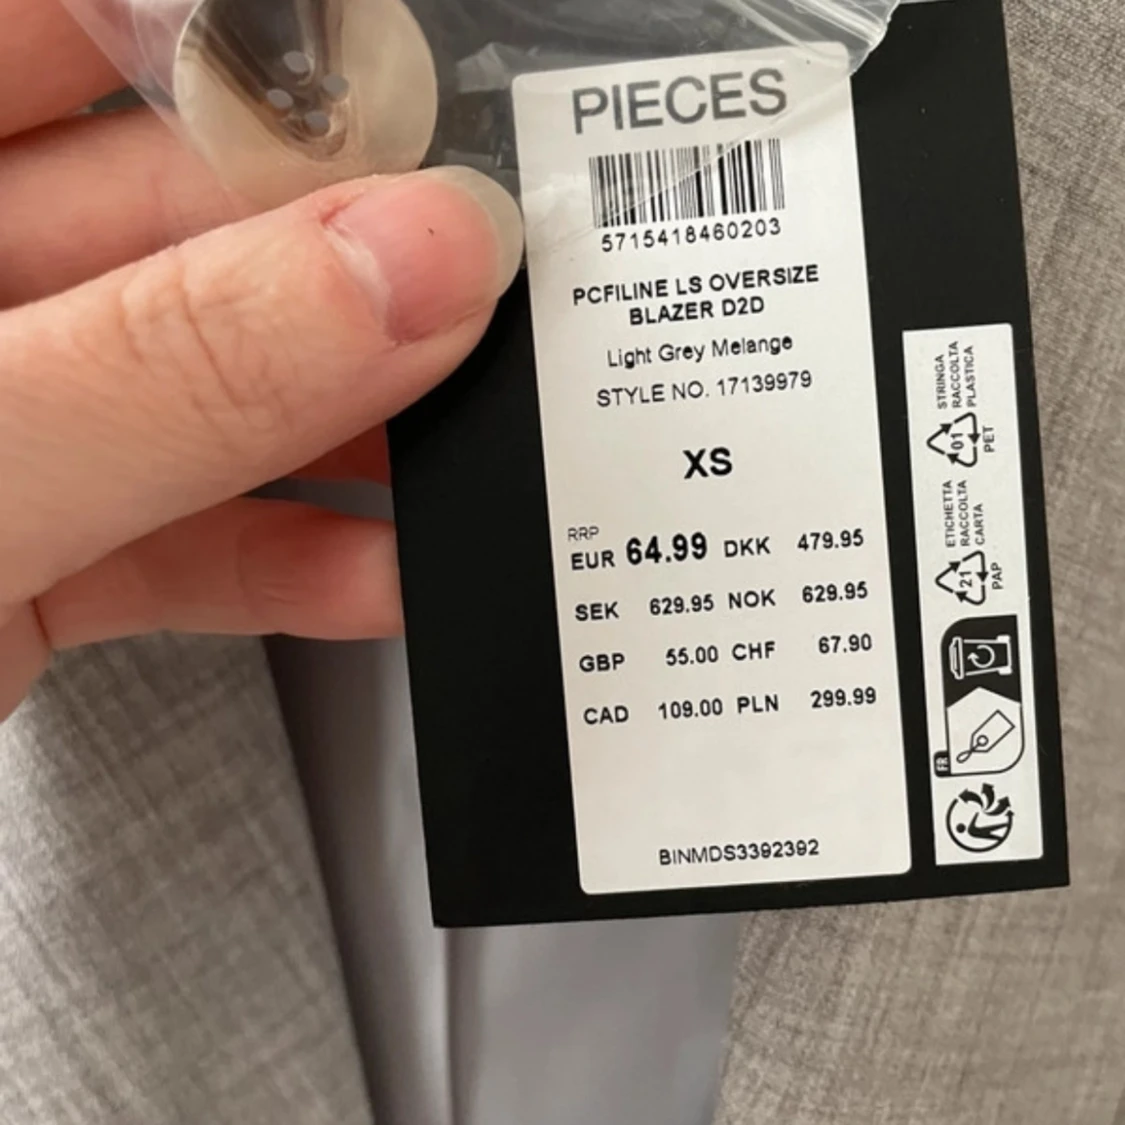 PIECES
5715418460203
PCFILINE LS OVERSIZE
BLAZER D2D
Light Grey Melange
STYLE NO. 17139979
XS
RRP
EUR 64.99 DKK 479.95
SEK 629.95 NOK 629.95
GBP 55.00 CHF 67.90
CAD 109.00 PLN 299.99
BINMDS3392392
STRINGA
RACCOLTA
PLASTICA
01
PET
ETICHETTA
RACCOLTA
CARTA
21
PAP
FR